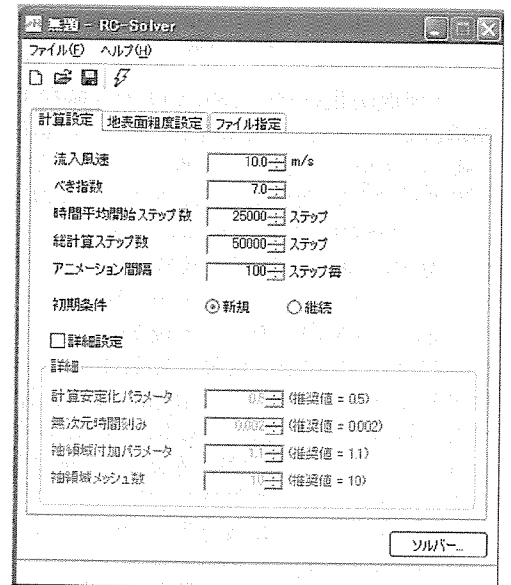 無題 - RC-Solver
ファイル(F) ヘルプ(H)
計算設定 地表面粗度設定 ファイル指定
流入風速 10.0 m/s
べき指数 7.0
時間平均開始ステップ数 25000 ステップ
総計算ステップ数 50000 ステップ
アニメーション間隔 100 ステップ毎
初期条件 新規 継続
詳細設定
詳細
計算安定化パラメータ 0.5 (推奨値 = 0.5)
無次元時間刻み 0.002 (推奨値 = 0.002)
袖領域付加パラメータ 1.1 (推奨値 = 1.1)
袖領域メッシュ数 10 (推奨値 = 10)
ソルバー...